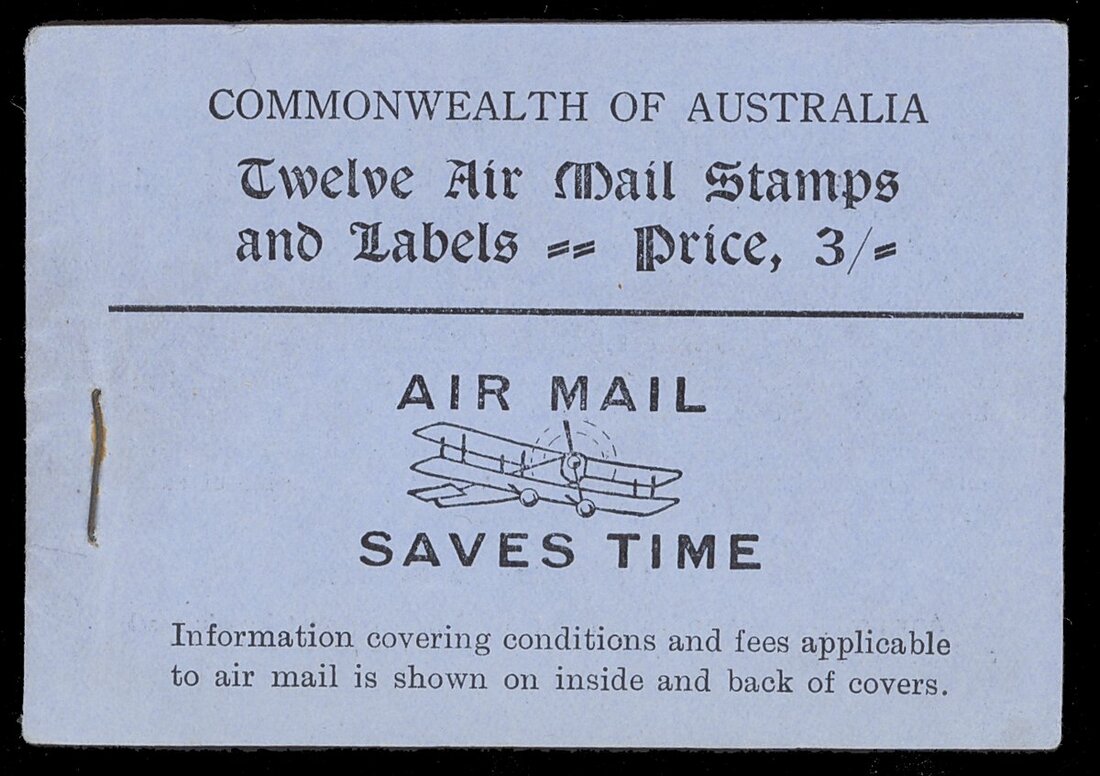 COMMONWEALTH OF AUSTRALIA
Twelve Air Mail Stamps
and Labels == Price, 3/=
AIR MAIL
SAVES TIME
Information covering conditions and fees applicable
to air mail is shown on inside and back of covers.